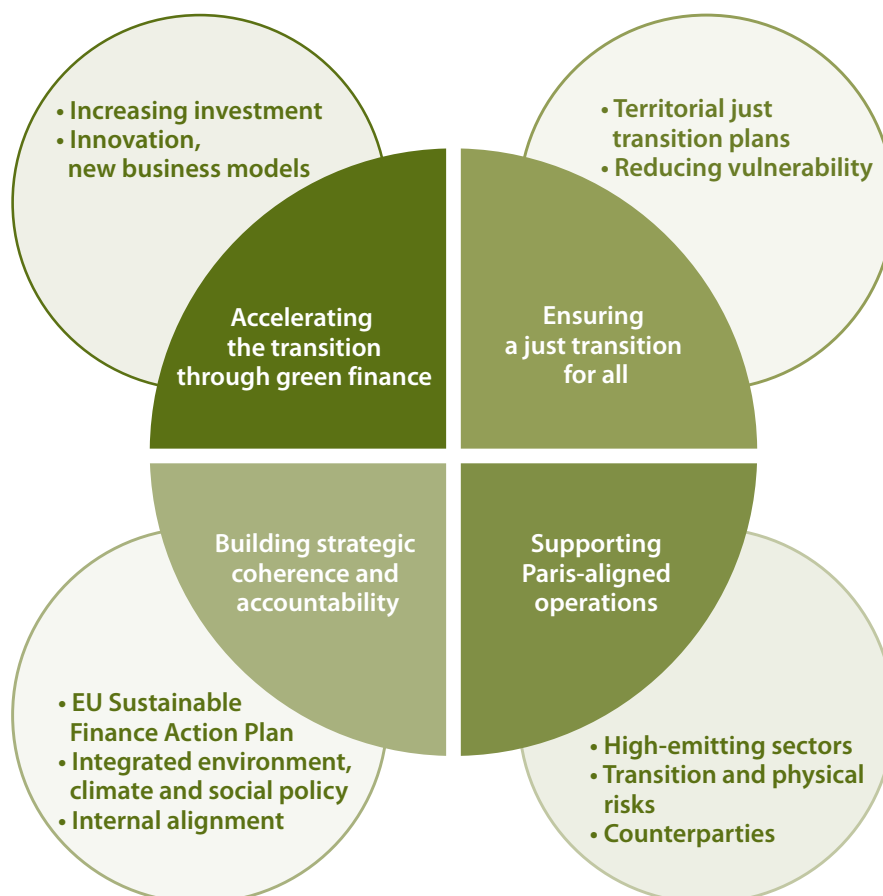 • Increasing investment
• Innovation,
new business models
• Territorial just
transition plans
• Reducing vulnerability
Accelerating
the transition
through green finance
Ensuring
a just transition
for all
Building strategic
coherence and
accountability
Supporting
Paris-aligned
operations
• EU Sustainable
Finance Action Plan
• Integrated environment,
climate and social policy
• Internal alignment
• High-emitting sectors
• Transition and physical
risks
• Counterparties